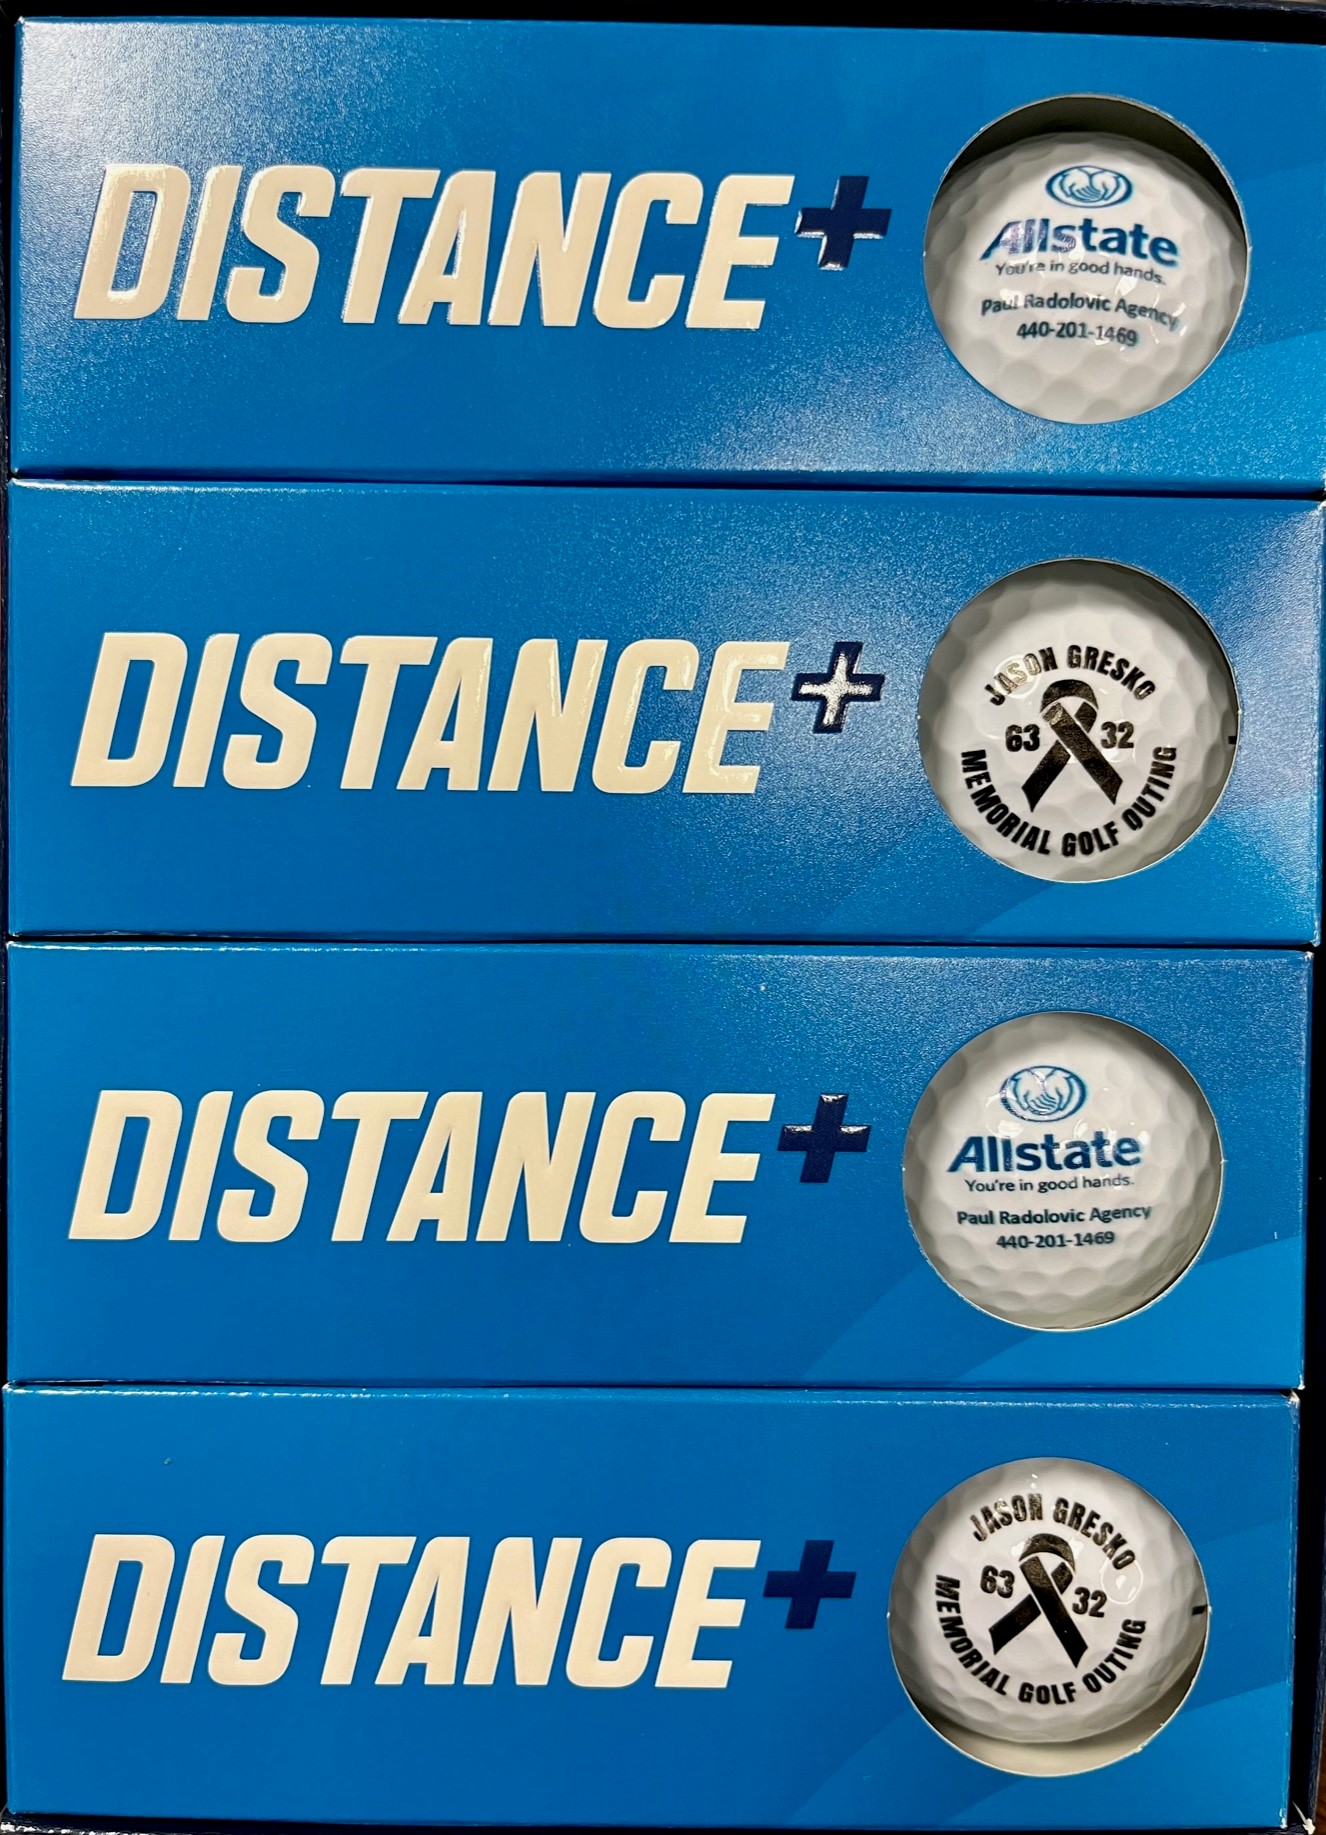 DISTANCE+
Allstate
You're in good hands.
Paul Radolovic Agency
440-201-1469
DISTANCE+
JASON GRESKO
63 32
MEMORIAL GOLF OUTING
DISTANCE+
Allstate
You're in good hands.
Paul Radolovic Agency
440-201-1469
DISTANCE+
JASON GRESKO
63 32
MEMORIAL GOLF OUTING